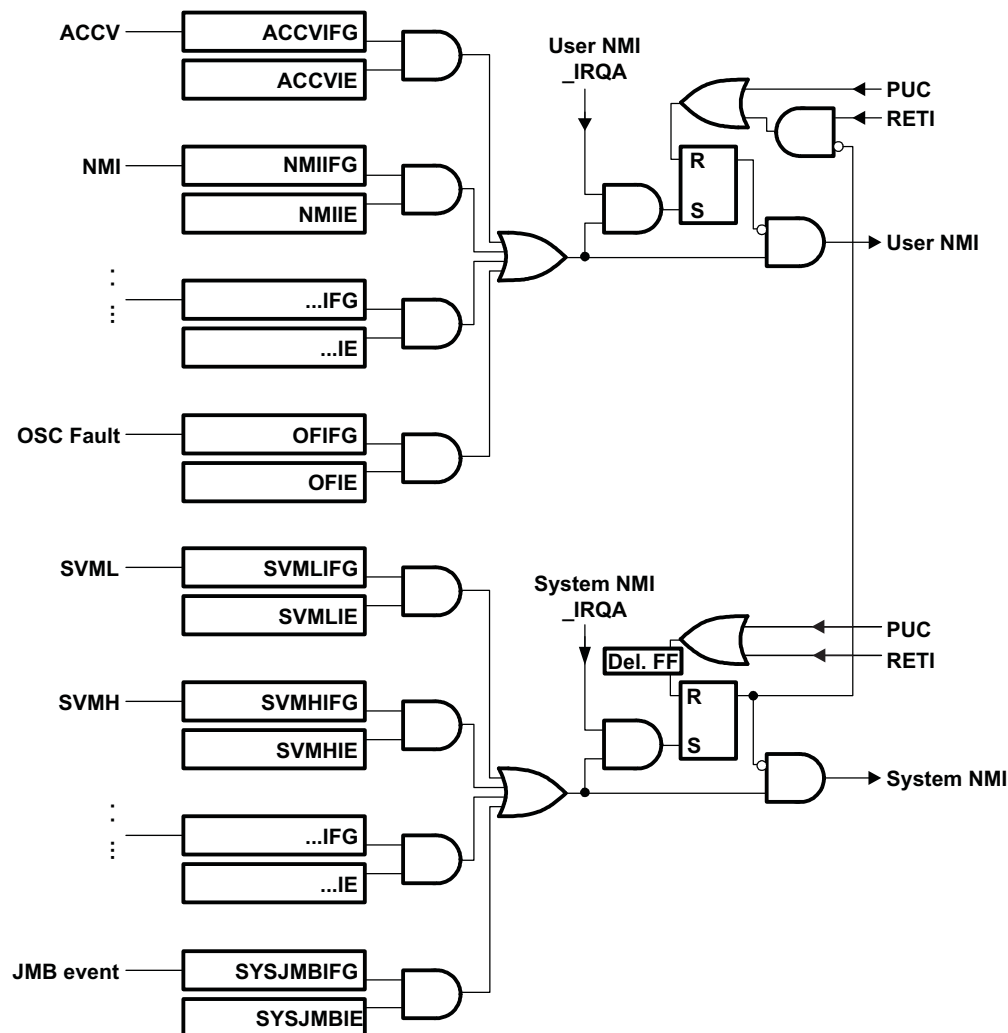 ACCV
ACCVIFG
ACCVIE
User NMI
_IRQA
PUC
RETI
NMI
NMIIFG
NMIIE
R
S
User NMI
...
...IFG
...IE
OSC Fault
OFIFG
OFIE
SVML
SVMLIFG
SVMLIE
System NMI
_IRQA
PUC
RETI
Del. FF
SVMH
SVMHIFG
SVMHIE
R
S
System NMI
...
...IFG
...IE
JMB event
SYSJMBIFG
SYSJMBIE